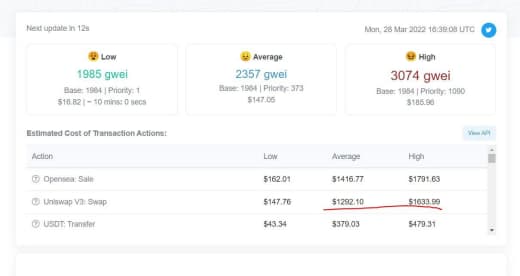 Next update in 12s
Mon, 28 Mar 2022 16:39:08 UTC
Low
Average
High
1985 gwei
2357 gwei
3074 gwei
Base: 1984 | Priority: 1
Base: 1984 | Priority: 373
Base: 1984 | Priority: 1090
$16.82 | ~ 10 mins: 0 secs
$147.05
$185.96
Estimated Cost of Transaction Actions:
View API
Action Low Average High
Opensea: Sale $162.01 $1416.77 $1791.63
Uniswap V3: Swap $147.76 $1292.10 $1633.99
USDT: Transfer $43.34 $379.03 $479.31